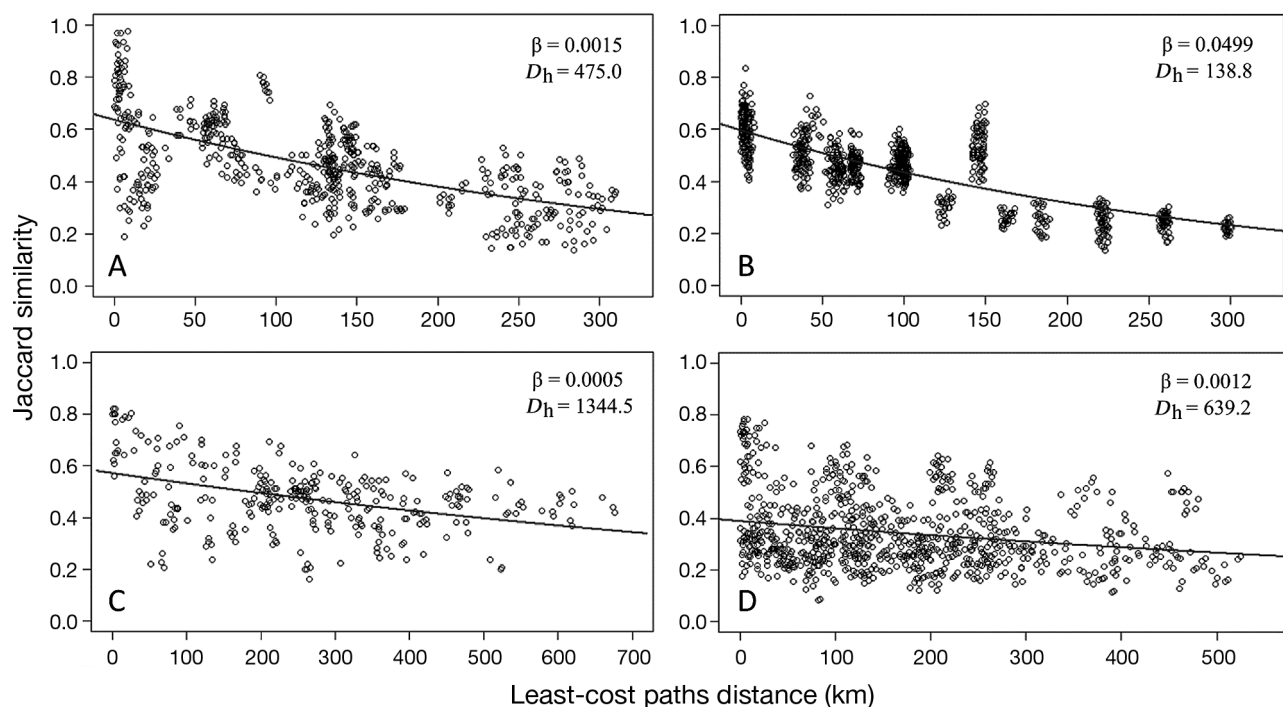 Jaccard similarity
1.0
0.8
0.6
0.4
0.2
0.0
β = 0.0015
Dh = 475.0
A
0 50 100 150 200 250 300
1.0
0.8
0.6
0.4
0.2
0.0
β = 0.0499
Dh = 138.8
B
0 50 100 150 200 250 300
1.0
0.8
0.6
0.4
0.2
0.0
β = 0.0005
Dh = 1344.5
C
0 100 200 300 400 500 600 700
1.0
0.8
0.6
0.4
0.2
0.0
β = 0.0012
Dh = 639.2
D
0 100 200 300 400 500
Least-cost paths distance (km)